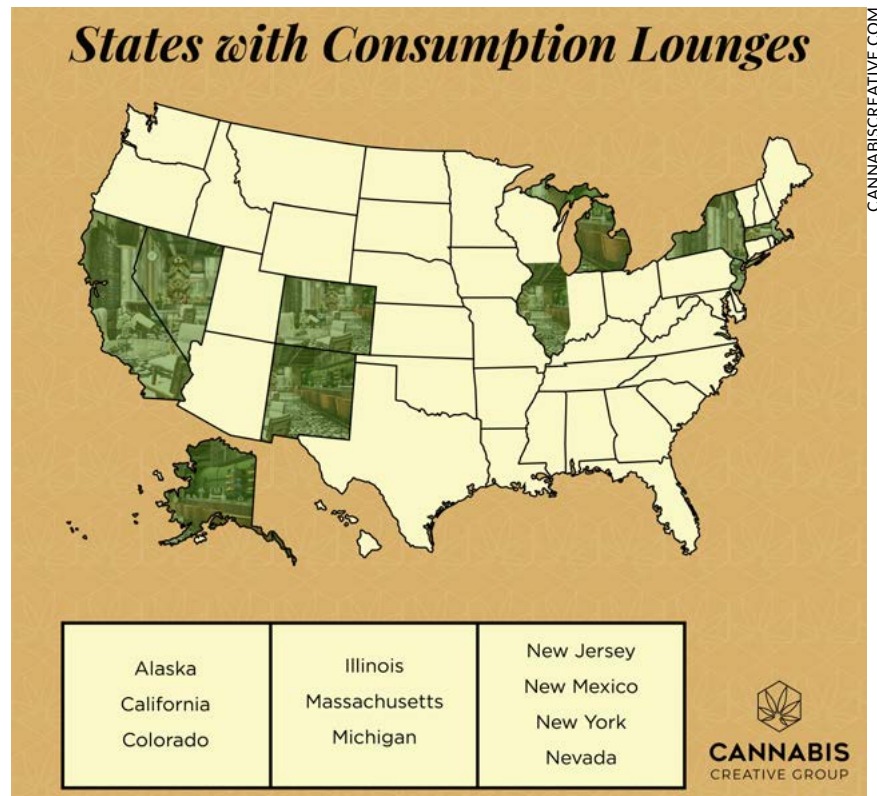 States with Consumption Lounges
CANNABISCREATIVE.COM
Alaska
California
Colorado
Illinois
Massachusetts
Michigan
New Jersey
New Mexico
New York
Nevada
CANNABIS
CREATIVE GROUP